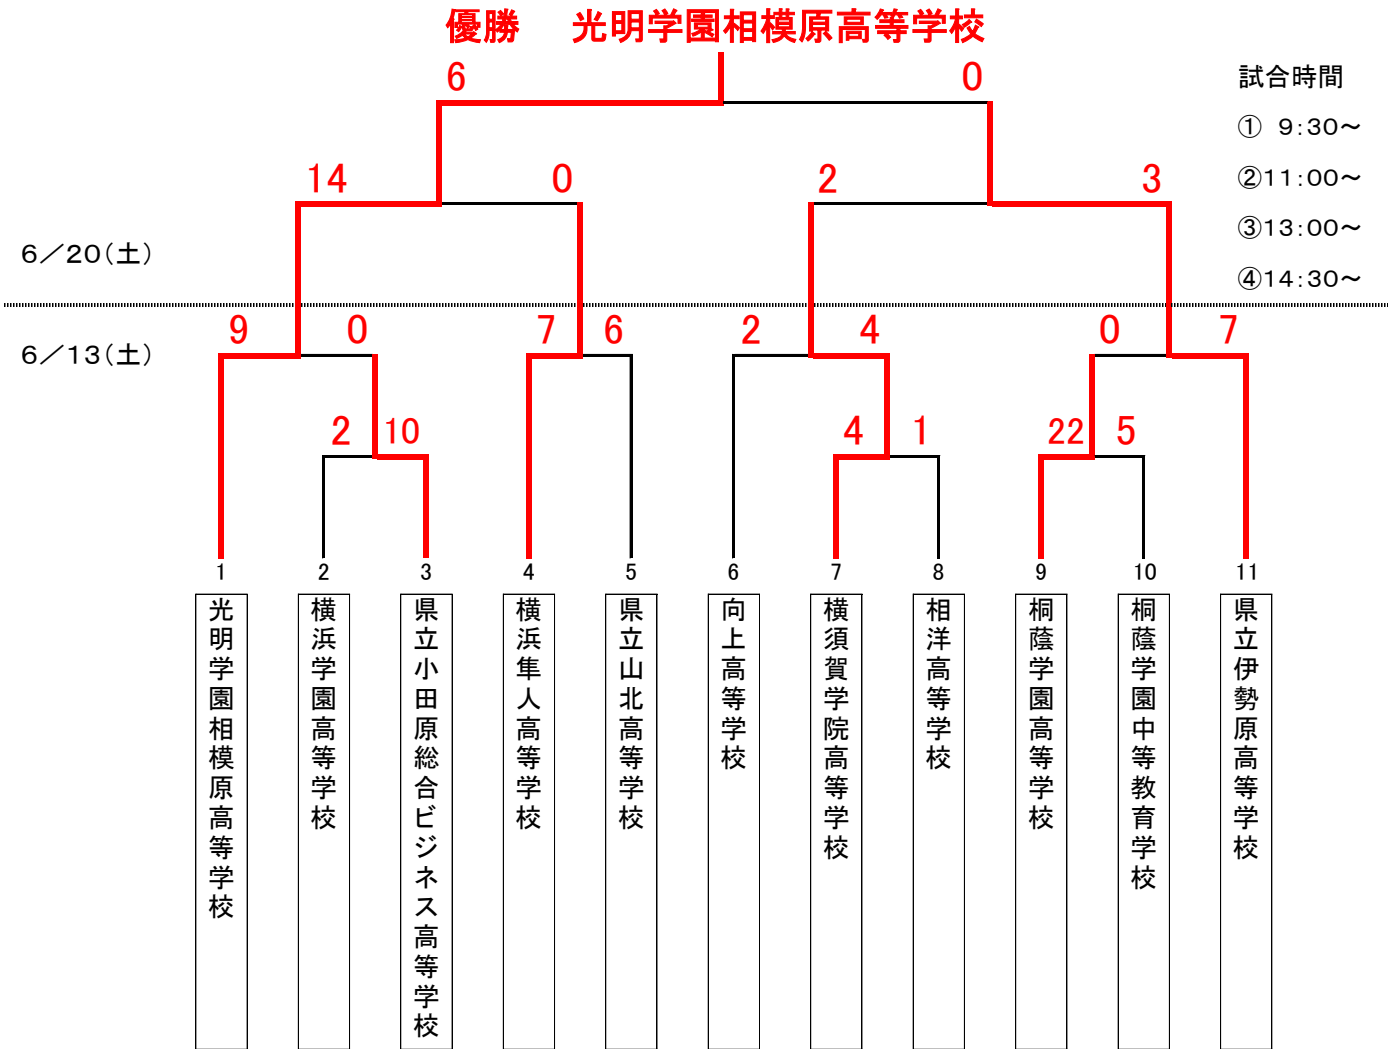 優勝　光明学園相模原高等学校
6 0
試合時間
① 9:30～
②11:00～
③13:00～
④14:30～
14 0 2 3
6／20(土)
9 0 7 6 2 4 0 7
6／13(土)
2 10 4 1 22 5
1 2 3 4 5 6 7 8 9 10 11
光明学園相模原高等学校
横浜学園高等学校
県立小田原総合ビジネス高等学校
横浜隼人高等学校
県立山北高等学校
向上高等学校
横須賀学院高等学校
相洋高等学校
桐蔭学園高等学校
桐蔭学園中等教育学校
県立伊勢原高等学校